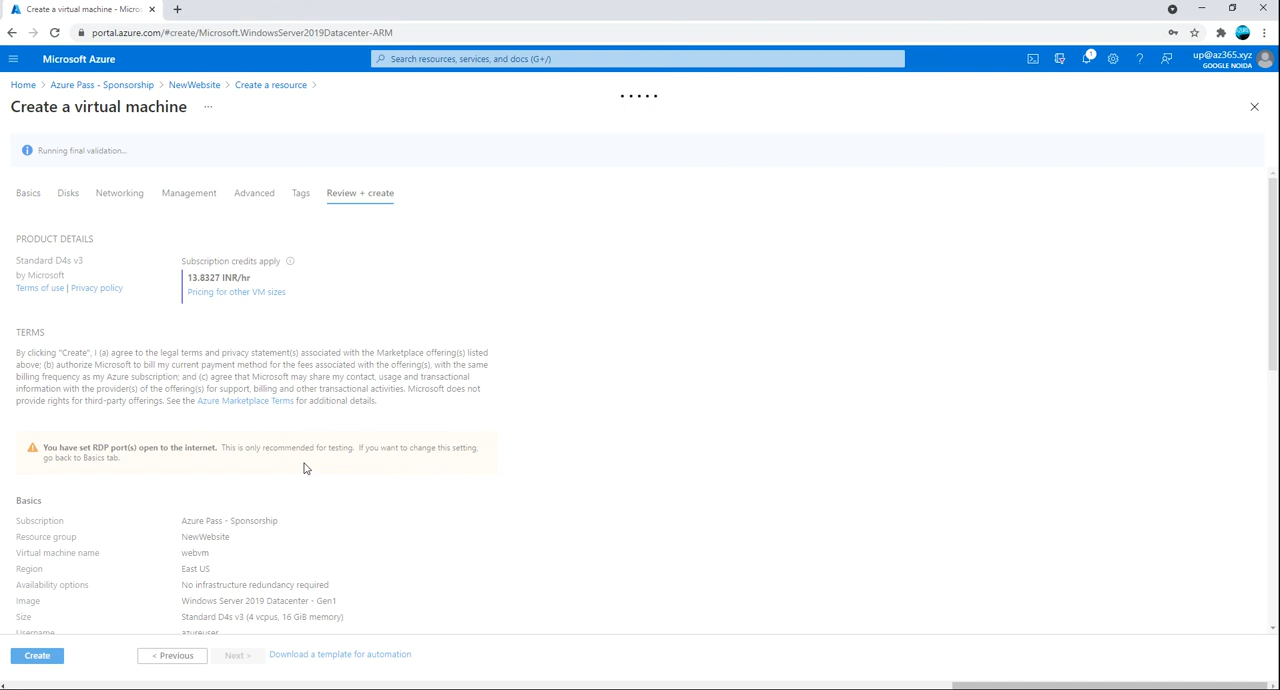 Create a virtual machine - Micros
portal.azure.com/#create/Microsoft.WindowsServer2019Datacenter-ARM
Microsoft Azure
Search resources, services, and docs (G+/)
1
up@az365.xyz
GOOGLE NOIDA
Home > Azure Pass - Sponsorship > NewWebsite > Create a resource >
Create a virtual machine ...
Running final validation...
Basics Disks Networking Management Advanced Tags Review + create
PRODUCT DETAILS
Standard D4s v3
by Microsoft
Terms of use | Privacy policy
Subscription credits apply
13.8327 INR/hr
Pricing for other VM sizes
TERMS
By clicking "Create", I (a) agree to the legal terms and privacy statement(s) associated with the Marketplace offering(s) listed
above; (b) authorize Microsoft to bill my current payment method for the fees associated with the offering(s), with the same
billing frequency as my Azure subscription; and (c) agree that Microsoft may share my contact, usage and transactional
information with the provider(s) of the offering(s) for support, billing and other transactional activities. Microsoft does not
provide rights for third-party offerings. See the Azure Marketplace Terms for additional details.
You have set RDP port(s) open to the internet. This is only recommended for testing. If you want to change this setting,
go back to Basics tab.
Basics
Subscription Azure Pass - Sponsorship
Resource group NewWebsite
Virtual machine name webvm
Region East US
Availability options No infrastructure redundancy required
Image Windows Server 2019 Datacenter - Gen1
Size Standard D4s v3 (4 vcpus, 16 GiB memory)
Username azureuser
Create < Previous Next > Download a template for automation